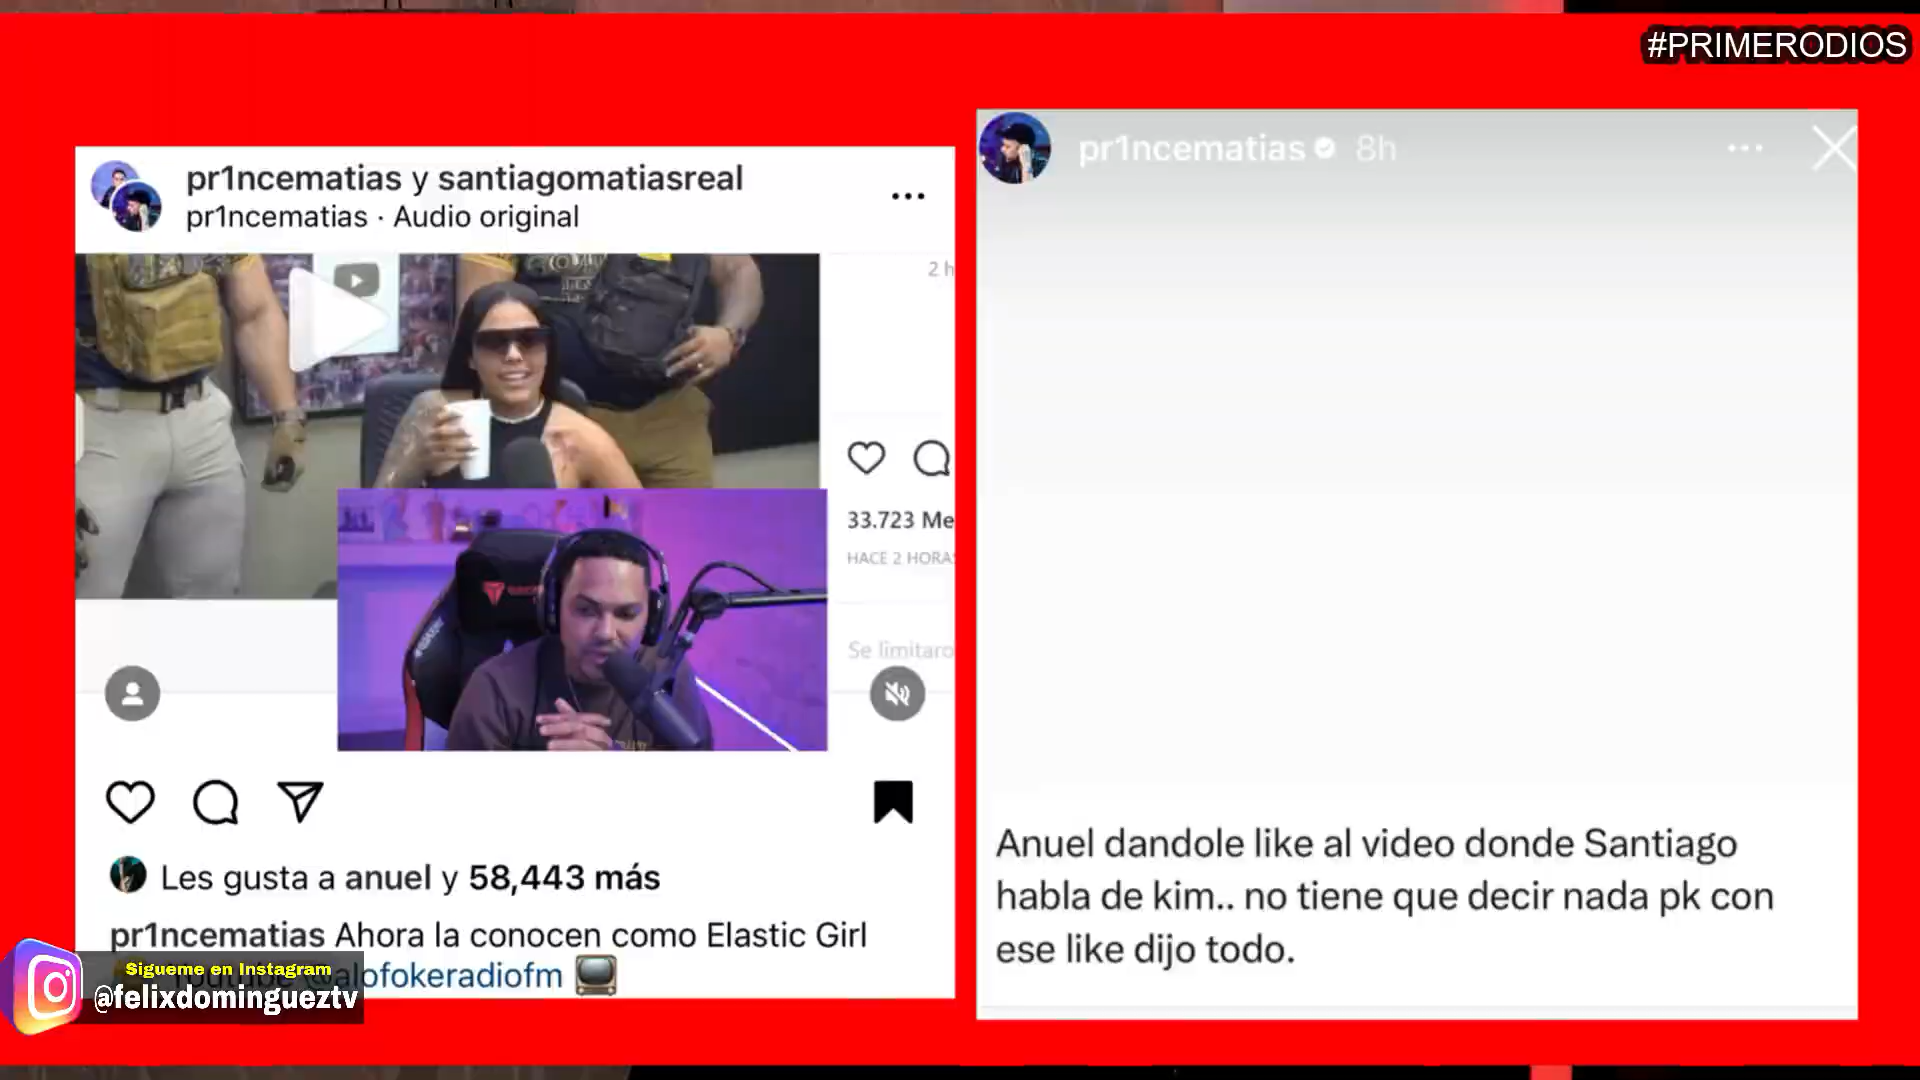 #PRIMERODIOS
pr1ncematias y santiagomatiasreal
pr1ncematias · Audio original
2 h
33.723 Me
HACE 2 HORAS
Se limitaro
Les gusta a anuel y 58,443 más
pr1ncematias Ahora la conocen como Elastic Girl
Youtube @alofokeradiofm
Sigueme en Instagram
@felixdomingueztv
pr1ncematias 8h
Anuel dandole like al video donde Santiago
habla de kim.. no tiene que decir nada pk con
ese like dijo todo.